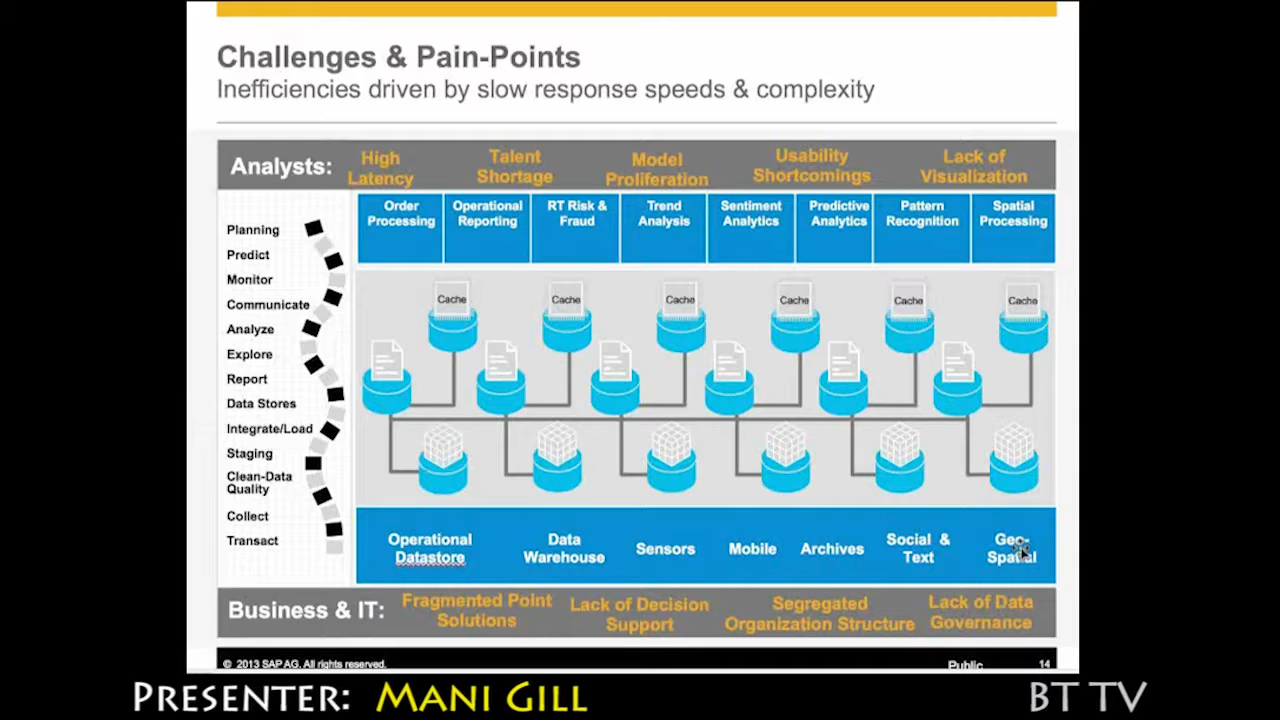 Challenges & Pain-Points
Inefficiencies driven by slow response speeds & complexity
Analysts:
High
Latency
Talent
Shortage
Model
Proliferation
Usability
Shortcomings
Lack of
Visualization
Order
Processing
Operational
Reporting
RT Risk &
Fraud
Trend
Analysis
Sentiment
Analytics
Predictive
Analytics
Pattern
Recognition
Spatial
Processing
Planning
Predict
Monitor
Communicate
Analyze
Explore
Report
Data Stores
Integrate/Load
Staging
Clean-Data
Quality
Collect
Transact
Cache
Cache
Cache
Cache
Cache
Cache
Operational
Datastore
Data
Warehouse
Sensors
Mobile
Archives
Social &
Text
Geo-
Spatial
Business & IT:
Fragmented Point
Solutions
Lack of Decision
Support
Segregated
Organization Structure
Lack of Data
Governance
© 2013 SAP AG. All rights reserved.
Public
14
PRESENTER: MANI GILL
BT TV